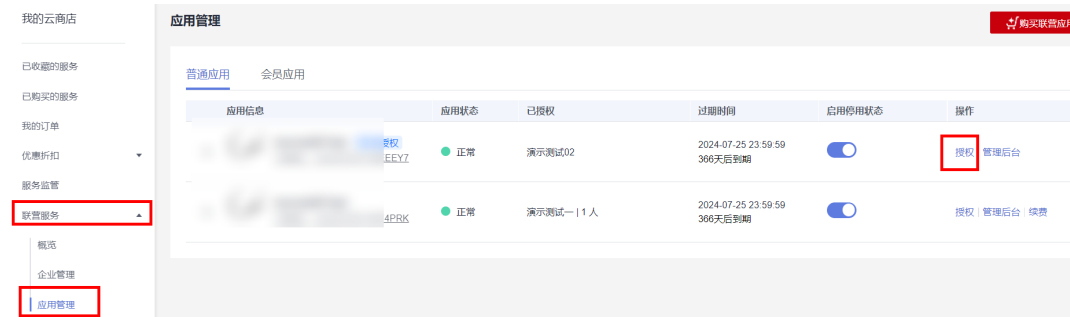 我的云商店
已收藏的服务
已购买的服务
我的订单
优惠折扣
服务监管
联营服务
概览
企业管理
应用管理
应用管理
购买联营应用
普通应用 会员应用
应用信息 应用状态 已授权 过期时间 启用停用状态 操作
授权
EEY7 正常 演示测试02 2024-07-25 23:59:59 授权 管理后台
366天后到期
4PRK 正常 演示测试一 | 1 人 2024-07-25 23:59:59 授权 | 管理后台 | 续费
366天后到期